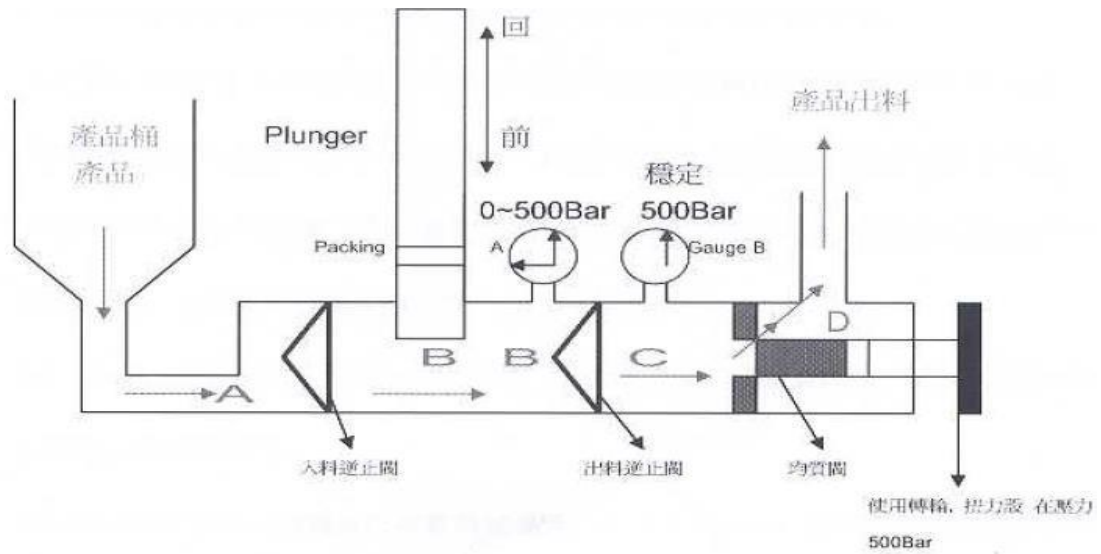 回
產品出料
產品桶
產品
Plunger
前
穩定
0~500Bar
500Bar
Packing
A
Gauge B
D
B
B
C
A
入料逆止閥
出料逆止閥
均質閥
使用轉輪, 扭力設 在壓力
500Bar